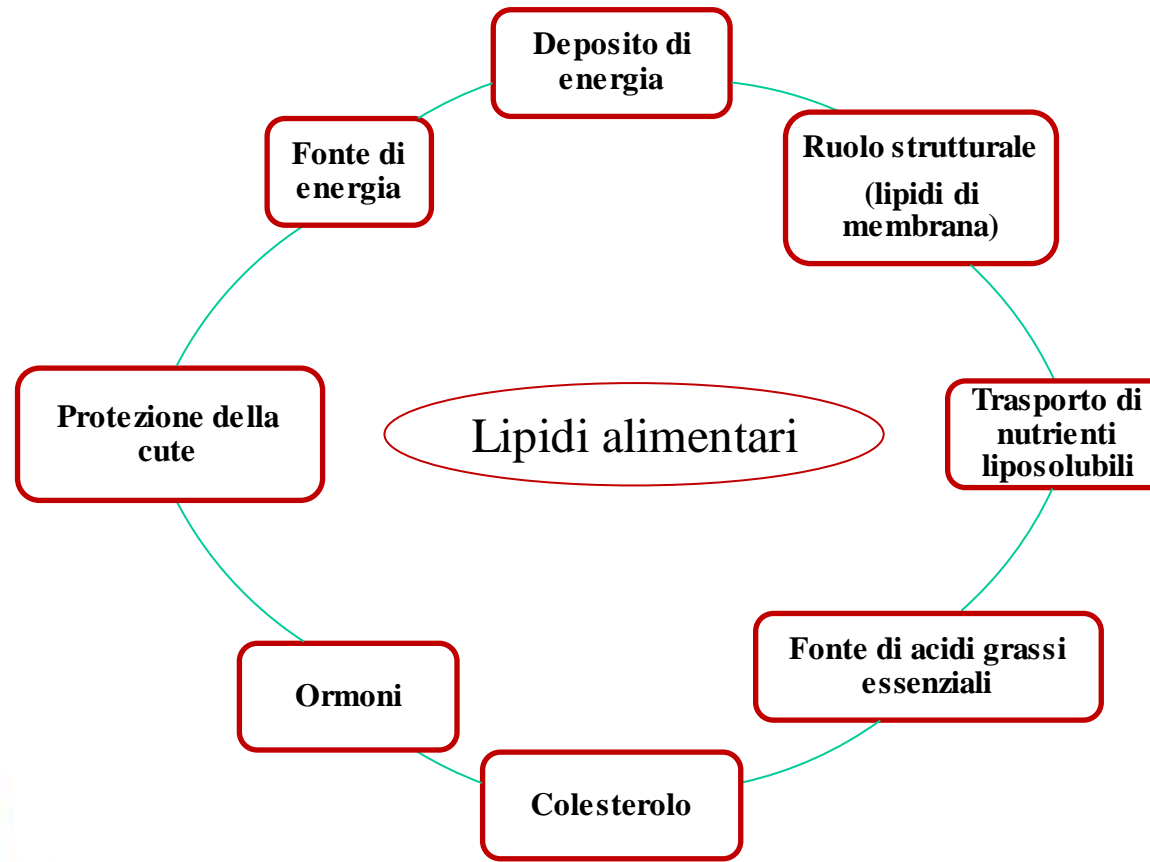 Deposito di
energia
Ruolo strutturale
(lipidi di
membrana)
Trasporto di
nutrienti
liposolubili
Fonte di acidi grassi
essenziali
Colesterolo
Ormoni
Protezione della
cute
Fonte di
energia
Lipidi alimentari